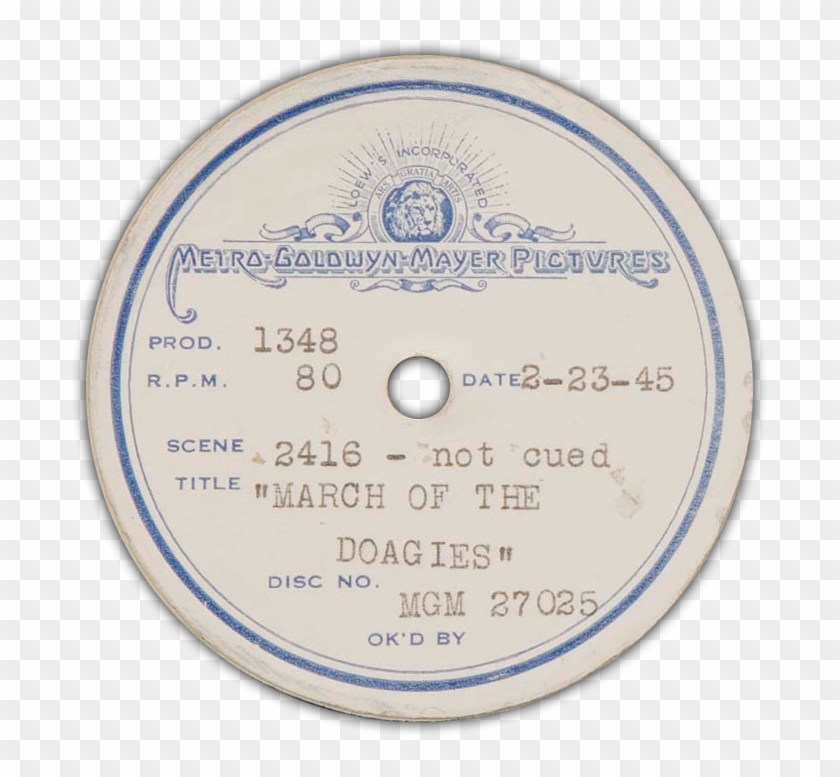 LOEW'S INCORPORATED
ARS GRATIA ARTIS
METRO-GOLDWYN-MAYER PICTURES
PROD. 1348
R.P.M. 80 DATE 2-23-45
SCENE 2416 - not cued
TITLE "MARCH OF THE
DOAGIES"
DISC NO.
MGM 27025
OK'D BY